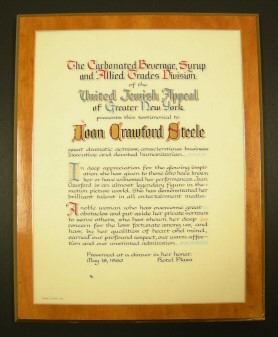 The Carbonated Beverage, Syrup
and Allied Trades Division
of the
United Jewish Appeal
of Greater New York
presents this testimonial to
Joan Crawford Steele
great dramatic actress, conscientious business
executive and devoted humanitarian.
In deep appreciation for the glowing inspir-
ation she has given to those who have known
her or have witnessed her performances. Joan
Crawford is an almost legendary figure in the
motion picture world. She has demonstrated her
brilliant talent in all entertainment media.
A noble woman who has overcome great
obstacles and put aside her private sorrows
to serve others, she has shown her deep
concern for the less fortunate among us, and
has, by her qualities of heart and mind,
earned our profound respect, our warm affec-
tion and our unstinted admiration.
Presented at a dinner in her honor
May 18, 1960 Hotel Plaza